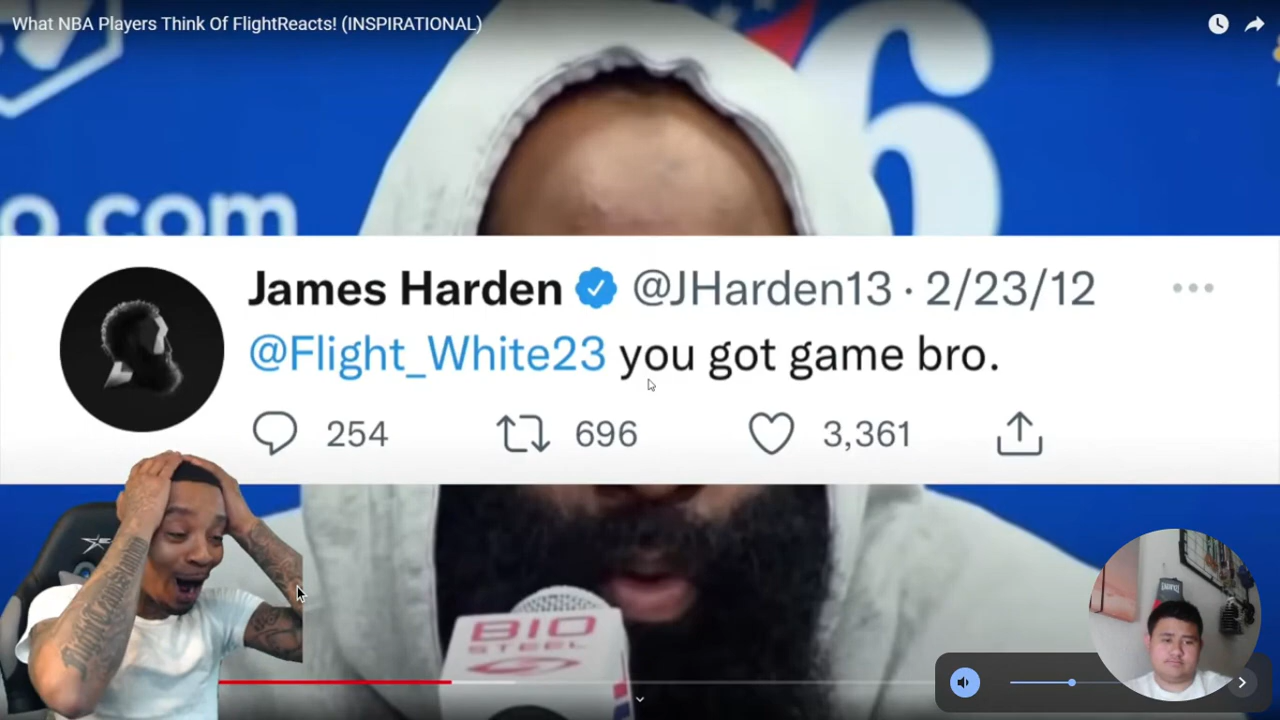 What NBA Players Think Of FlightReacts! (INSPIRATIONAL)
6
o.com
James Harden @JHarden13 · 2/23/12
@Flight_White23 you got game bro.
254 696 3,361
BIO
STEEL